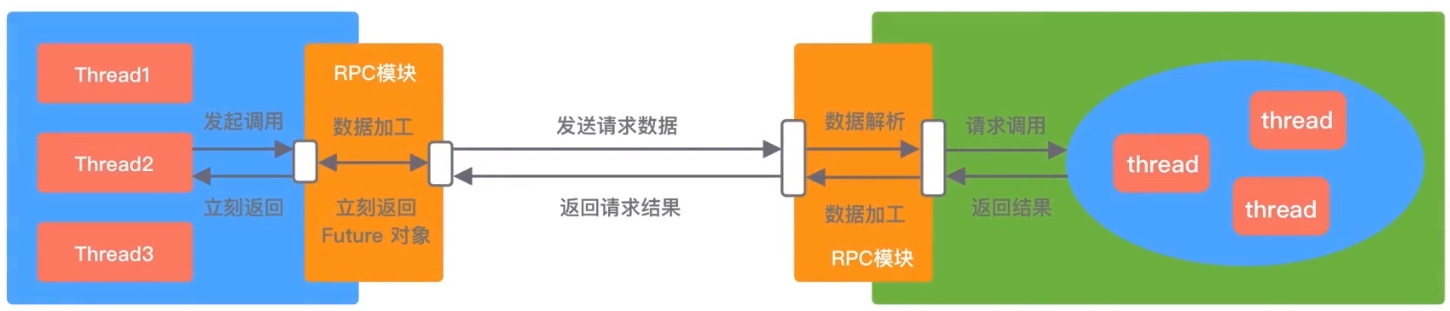 Thread1
Thread2
Thread3
发起调用
立刻返回
RPC模块
数据加工
立刻返回
Future 对象
发送请求数据
返回请求结果
数据解析
数据加工
RPC模块
请求调用
返回结果
thread
thread
thread